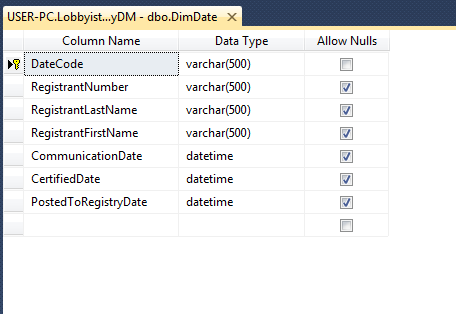 USER-PC.Lobbyist...yDM - dbo.DimDate
Column Name Data Type Allow Nulls
DateCode varchar(500)
RegistrantNumber varchar(500)
RegistrantLastName varchar(500)
RegistrantFirstName varchar(500)
CommunicationDate datetime
CertifiedDate datetime
PostedToRegistryDate datetime